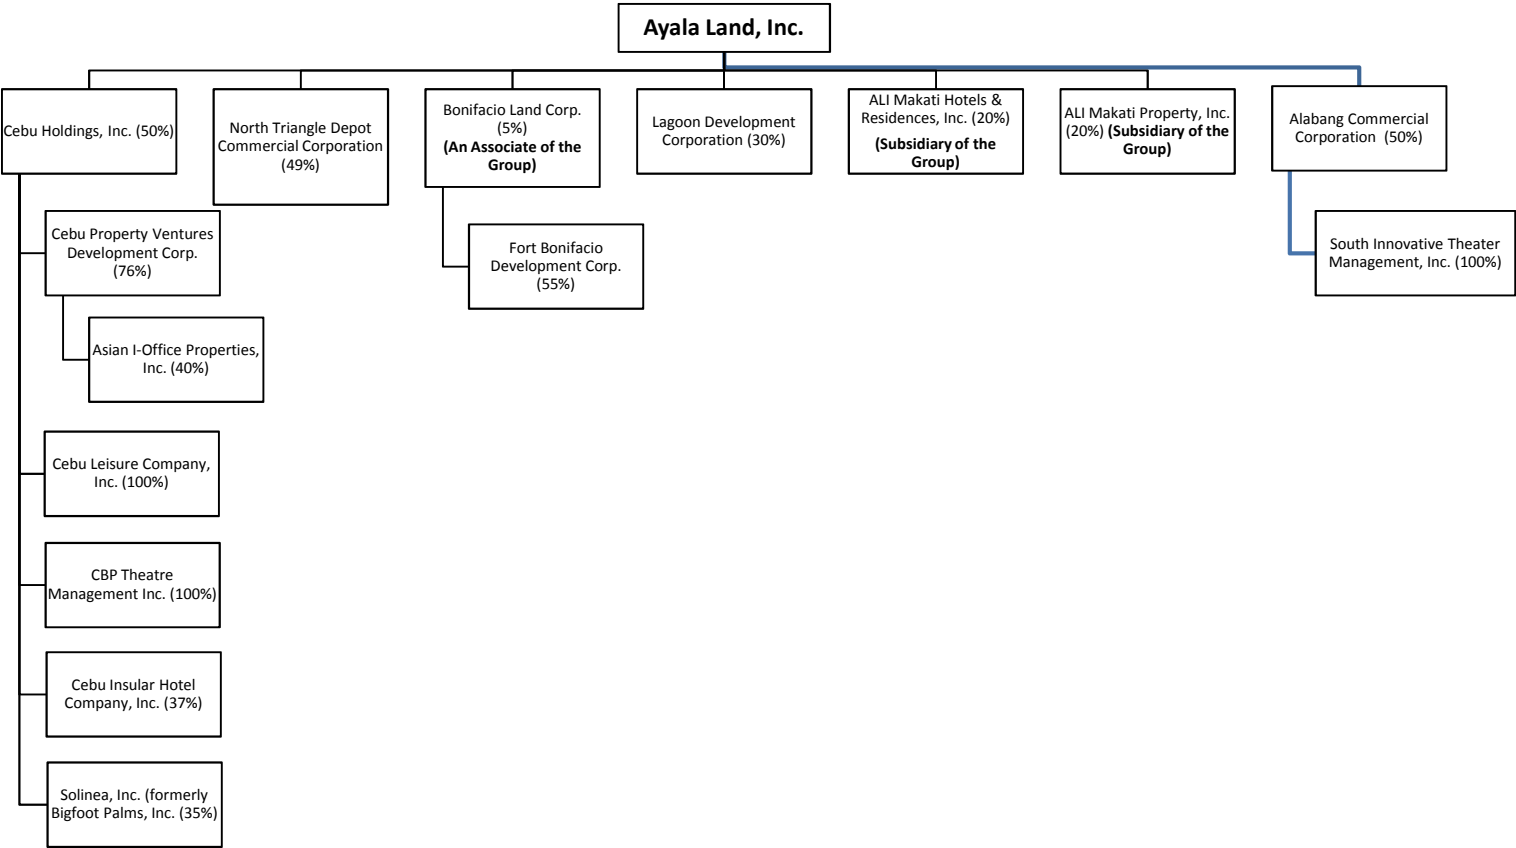 Ayala Land, Inc.
Cebu Holdings, Inc. (50%)
North Triangle Depot
Commercial Corporation
(49%)
Bonifacio Land Corp.
(5%)
(An Associate of the
Group)
Lagoon Development
Corporation (30%)
ALI Makati Hotels &
Residences, Inc. (20%)
(Subsidiary of the
Group)
ALI Makati Property, Inc.
(20%) (Subsidiary of the
Group)
Alabang Commercial
Corporation (50%)
Cebu Property Ventures
Development Corp.
(76%)
Fort Bonifacio
Development Corp.
(55%)
South Innovative Theater
Management, Inc. (100%)
Asian I-Office Properties,
Inc. (40%)
Cebu Leisure Company,
Inc. (100%)
CBP Theatre
Management Inc. (100%)
Cebu Insular Hotel
Company, Inc. (37%)
Solinea, Inc. (formerly
Bigfoot Palms, Inc. (35%)